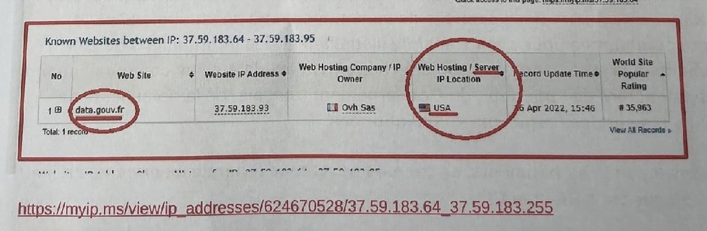 Known Websites between IP: 37.59.183.64 - 37.59.183.95
No Web Site Website IP Address Web Hosting Company / IP Owner Web Hosting / Server IP Location Record Update Time World Site Popular Rating
1 data.gouv.fr 37.59.183.93 Ovh Sas USA Apr 2022, 15:46 # 35,963
Total: 1 record View All Records »
https://myip.ms/view/ip_addresses/624670528/37.59.183.64_37.59.183.255